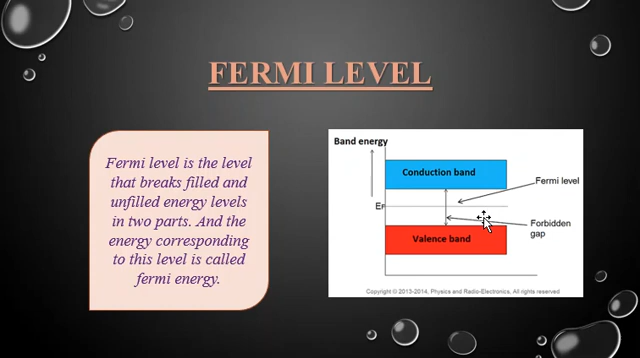 FERMI LEVEL
Fermi level is the level
that breaks filled and
unfilled energy levels
in two parts. And the
energy corresponding
to this level is called
fermi energy.
Band energy
Conduction band
Fermi level
EF
Forbidden
gap
Valence band
Copyright © 2013-2014, Physics and Radio-Electronics, All rights reserved